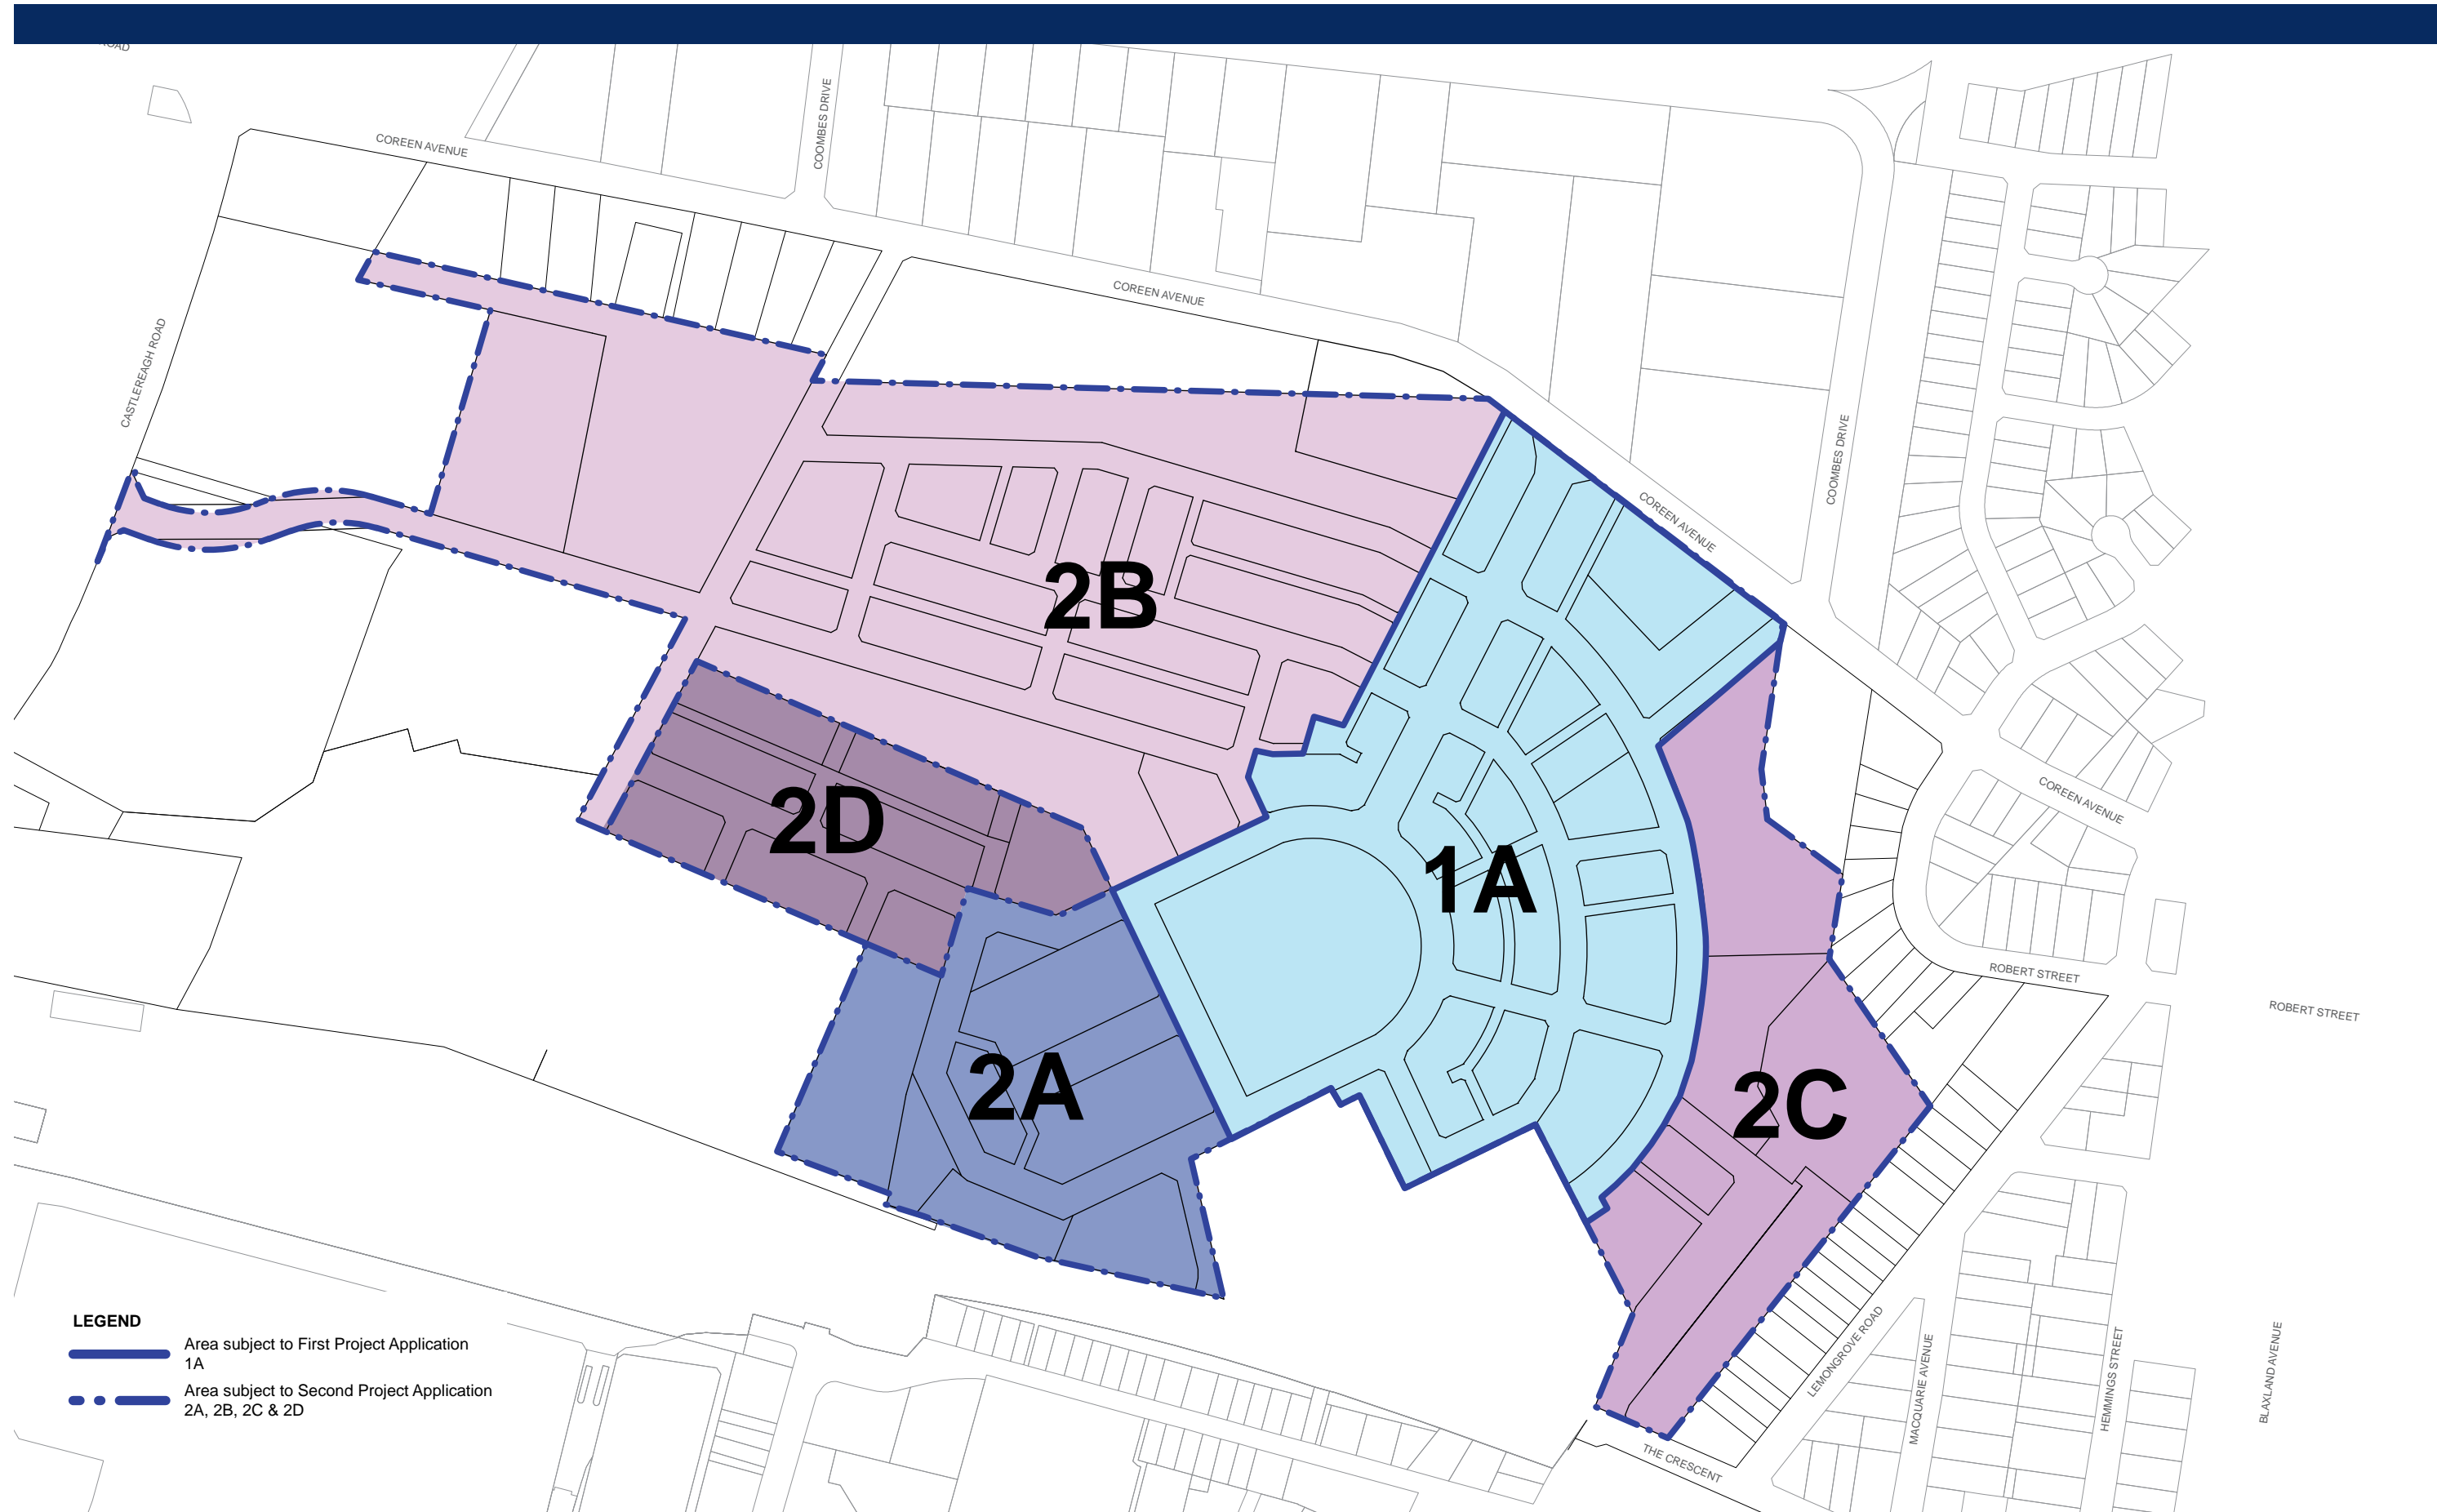 ROAD
COREEN AVENUE
COOMBES DRIVE
COREEN AVENUE
CASTLEREAGH ROAD
COOMBES DRIVE
COREEN AVENUE
2B
COREEN AVENUE
2D
1A
ROBERT STREET
ROBERT STREET
2A
2C
LEMONGROVE ROAD
MACQUARIE AVENUE
HEMMINGS STREET
BLAXLAND AVENUE
THE CRESCENT
LEGEND
Area subject to First Project Application
1A
Area subject to Second Project Application
2A, 2B, 2C & 2D